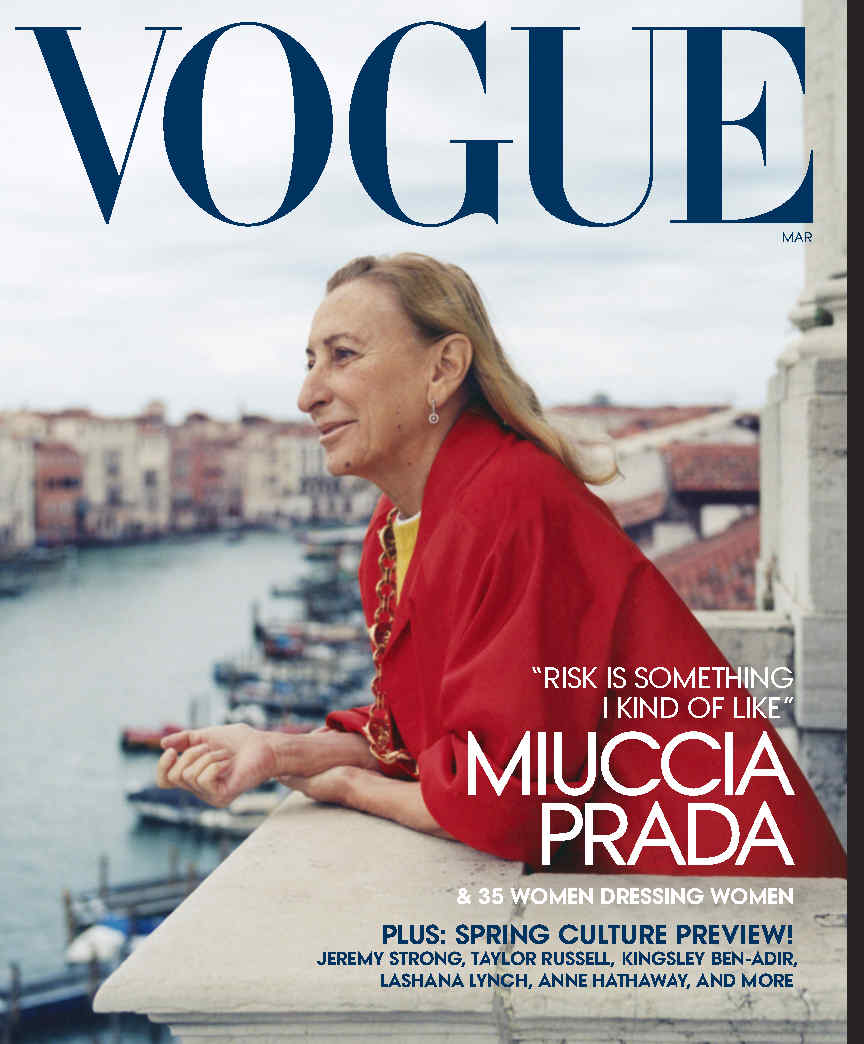 VOGUE
MAR
“RISK IS SOMETHING
I KIND OF LIKE”
MIUCCIA
PRADA
& 35 WOMEN DRESSING WOMEN
PLUS: SPRING CULTURE PREVIEW!
JEREMY STRONG, TAYLOR RUSSELL, KINGSLEY BEN-ADIR,
LASHANA LYNCH, ANNE HATHAWAY, AND MORE